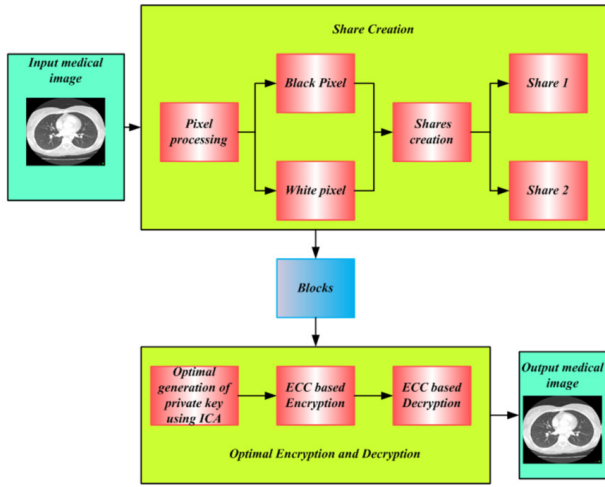 Share Creation
Input medical
image
Black Pixel
Share 1
Pixel
processing
Shares
creation
White pixel
Share 2
Blocks
Output medical
image
Optimal
generation of
private key
using ICA
ECC based
Encryption
ECC based
Decryption
Optimal Encryption and Decryption